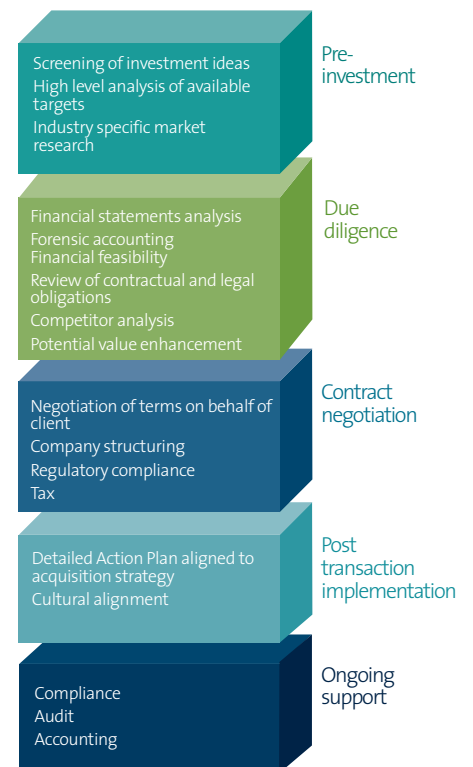 Screening of investment ideas
High level analysis of available
targets
Industry specific market
research
Pre-
investment
Financial statements analysis
Forensic accounting
Financial feasibility
Review of contractual and legal
obligations
Competitor analysis
Potential value enhancement
Due
diligence
Negotiation of terms on behalf of
client
Company structuring
Regulatory compliance
Tax
Contract
negotiation
Detailed Action Plan aligned to
acquisition strategy
Cultural alignment
Post
transaction
implementation
Compliance
Audit
Accounting
Ongoing
support